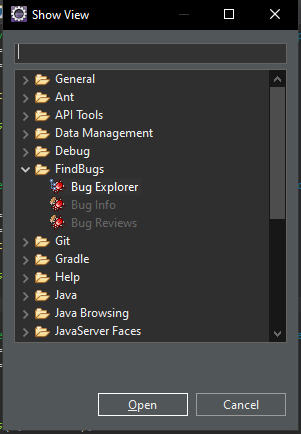 Show View
General
Ant
API Tools
Data Management
Debug
FindBugs
Bug Explorer
Bug Info
Bug Reviews
Git
Gradle
Help
Java
Java Browsing
JavaServer Faces
Open
Cancel